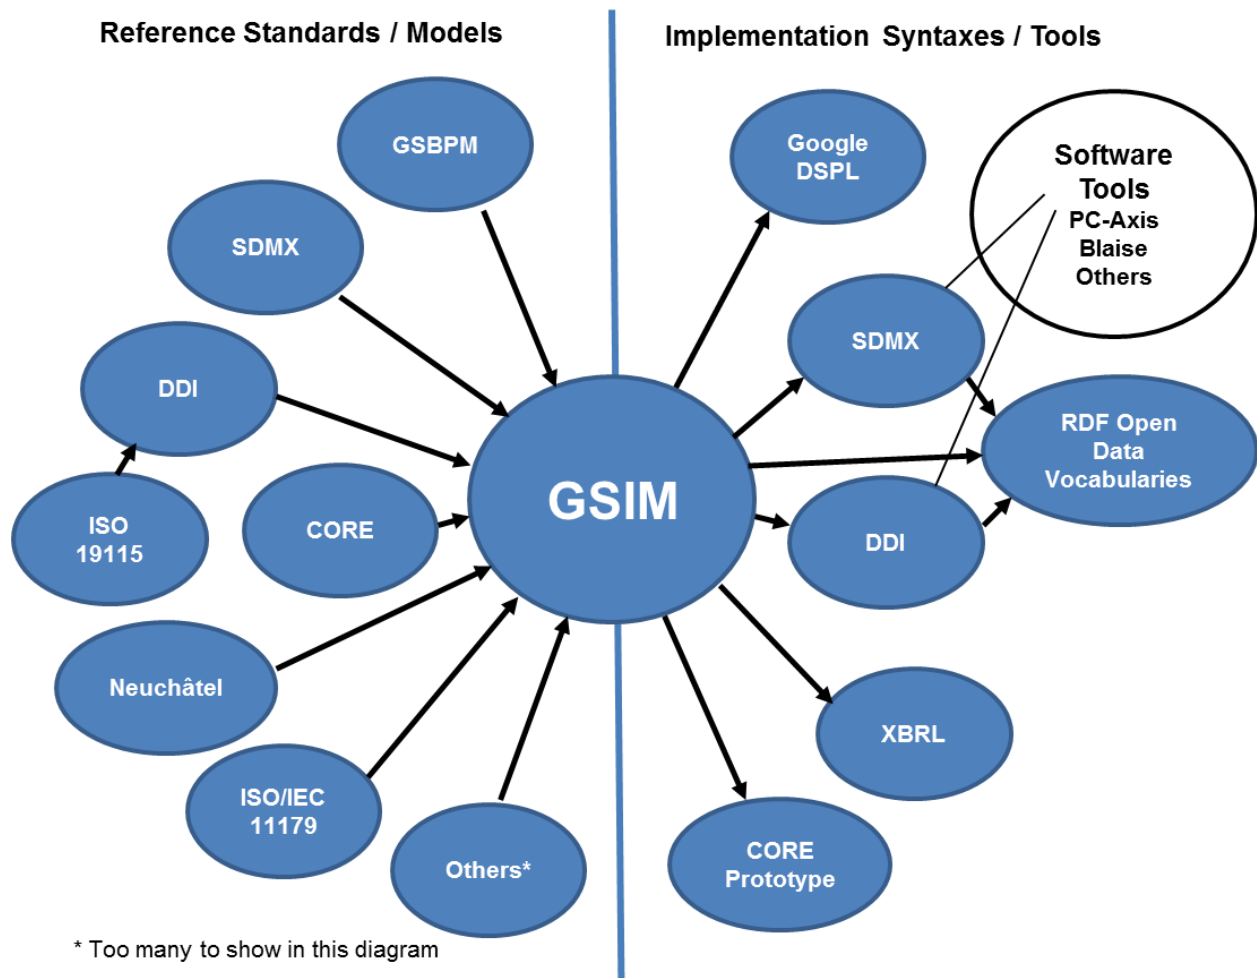 Reference Standards / Models
Implementation Syntaxes / Tools
GSBPM
SDMX
DDI
ISO
19115
CORE
Neuchâtel
ISO/IEC
11179
Others*
* Too many to show in this diagram
GSIM
Google
DSPL
Software
Tools
PC-Axis
Blaise
Others
SDMX
RDF Open
Data
Vocabularies
DDI
XBRL
CORE
Prototype